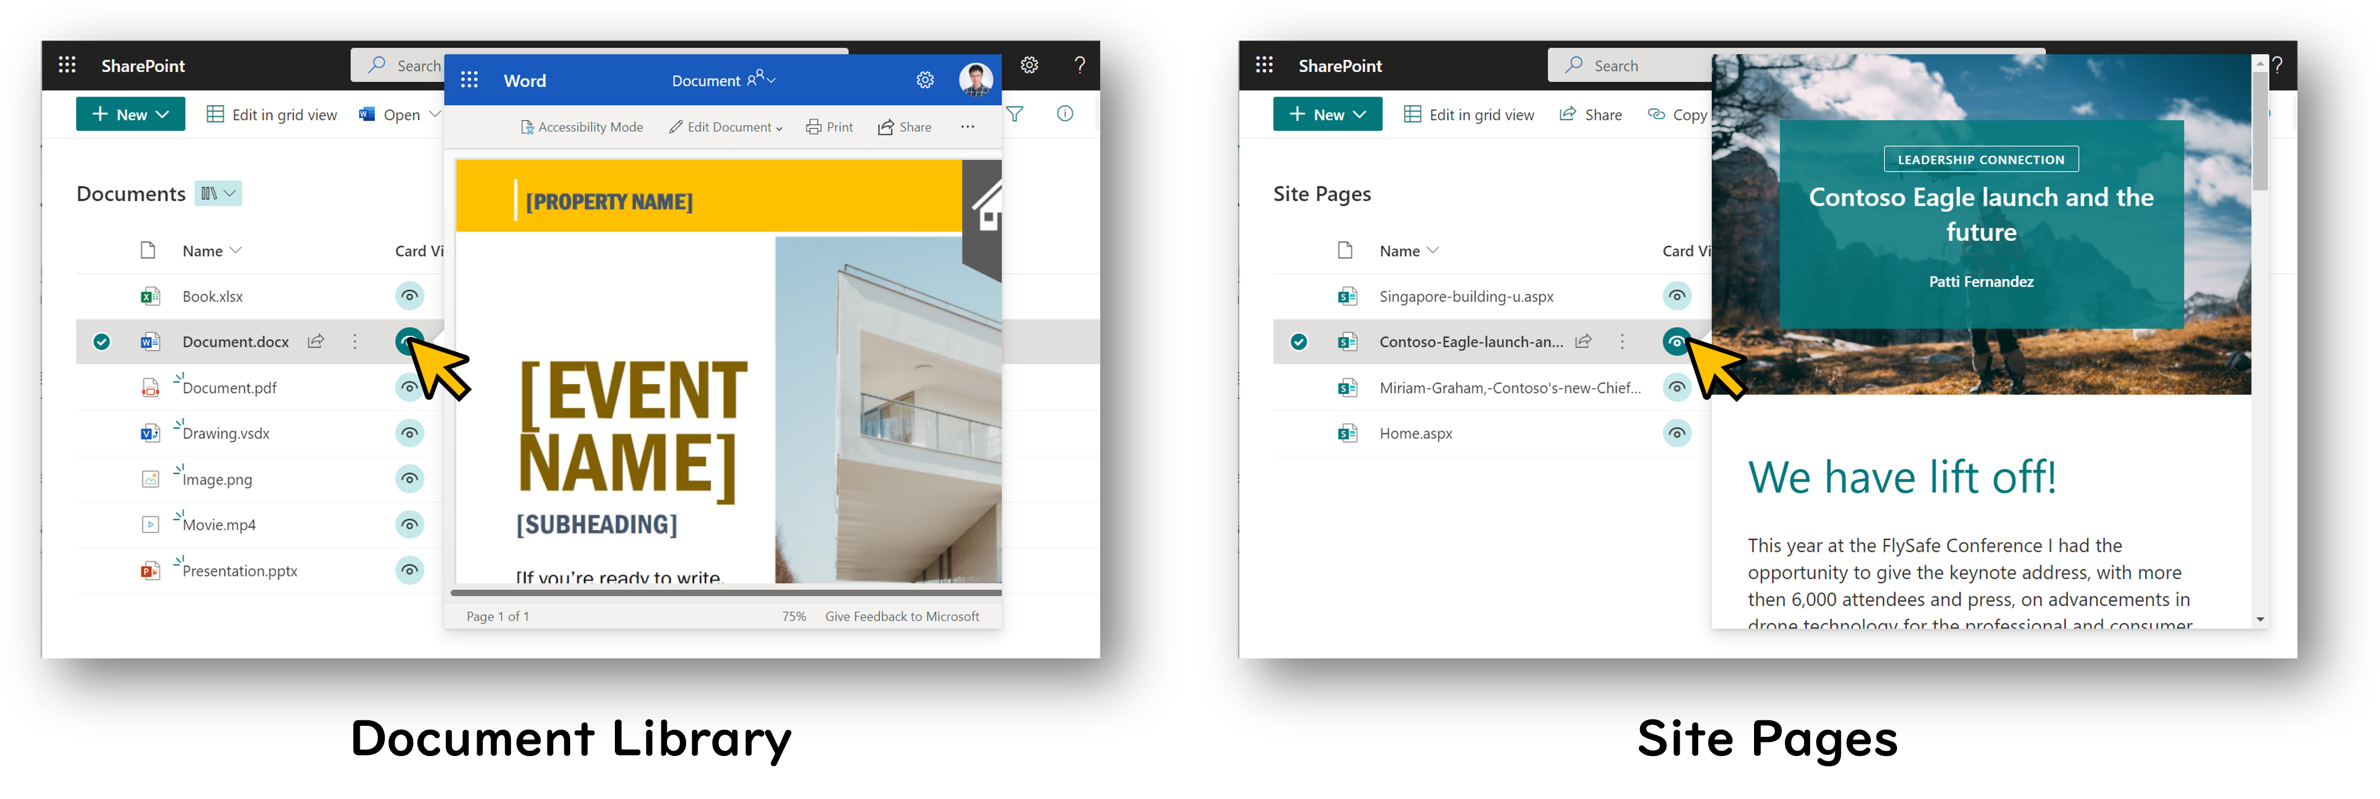 SharePoint
Search
New
Edit in grid view
Open
Documents
Name
Card Vi
Book.xlsx
Document.docx
Document.pdf
Drawing.vsdx
Image.png
Movie.mp4
Presentation.pptx
Word
Document
Accessibility Mode
Edit Document
Print
Share
[PROPERTY NAME]
[EVENT
NAME]
[SUBHEADING]
[If you're ready to write,
Page 1 of 1
75%
Give Feedback to Microsoft
?
Document Library
SharePoint
Search
New
Edit in grid view
Share
Copy
?
Site Pages
Name
Card Vi
Singapore-building-u.aspx
Contoso-Eagle-launch-an...
Miriam-Graham,-Contoso's-new-Chief...
Home.aspx
LEADERSHIP CONNECTION
Contoso Eagle launch and the
future
Patti Fernandez
We have lift off!
This year at the FlySafe Conference I had the
opportunity to give the keynote address, with more
then 6,000 attendees and press, on advancements in
drone technology for the professional and consumer
Site Pages